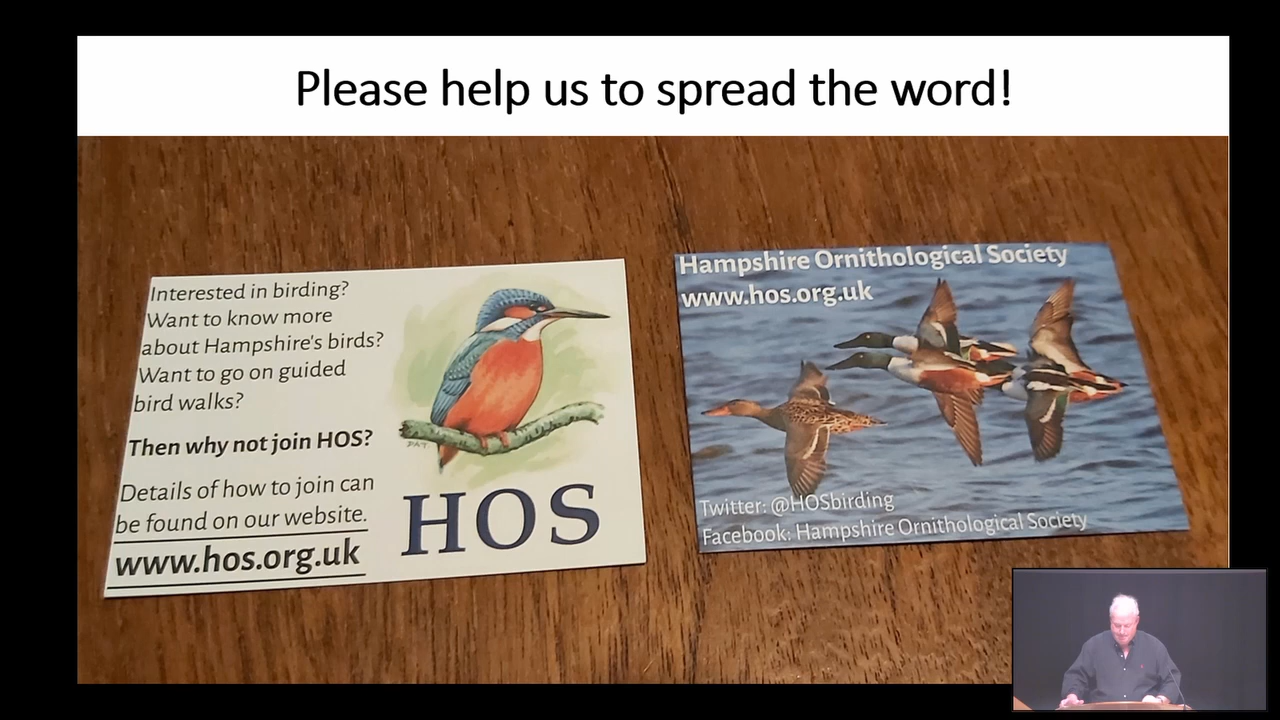 Please help us to spread the word!
Interested in birding?
Want to know more
about Hampshire's birds?
Want to go on guided
bird walks?
Then why not join HOS?
Details of how to join can
be found on our website.
www.hos.org.uk
PAT.
HOS
Hampshire Ornithological Society
www.hos.org.uk
Twitter: @HOSbirding
Facebook: Hampshire Ornithological Society